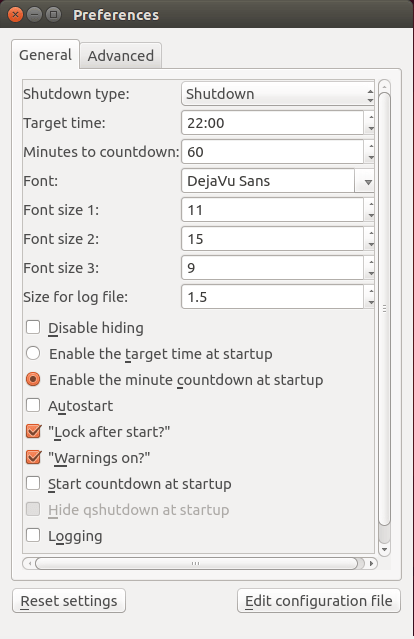 Preferences
General Advanced
Shutdown type: Shutdown
Target time: 22:00
Minutes to countdown: 60
Font: DejaVu Sans
Font size 1: 11
Font size 2: 15
Font size 3: 9
Size for log file: 1.5
Disable hiding
Enable the target time at startup
Enable the minute countdown at startup
Autostart
"Lock after start?"
"Warnings on?"
Start countdown at startup
Hide qshutdown at startup
Logging
Reset settings Edit configuration file